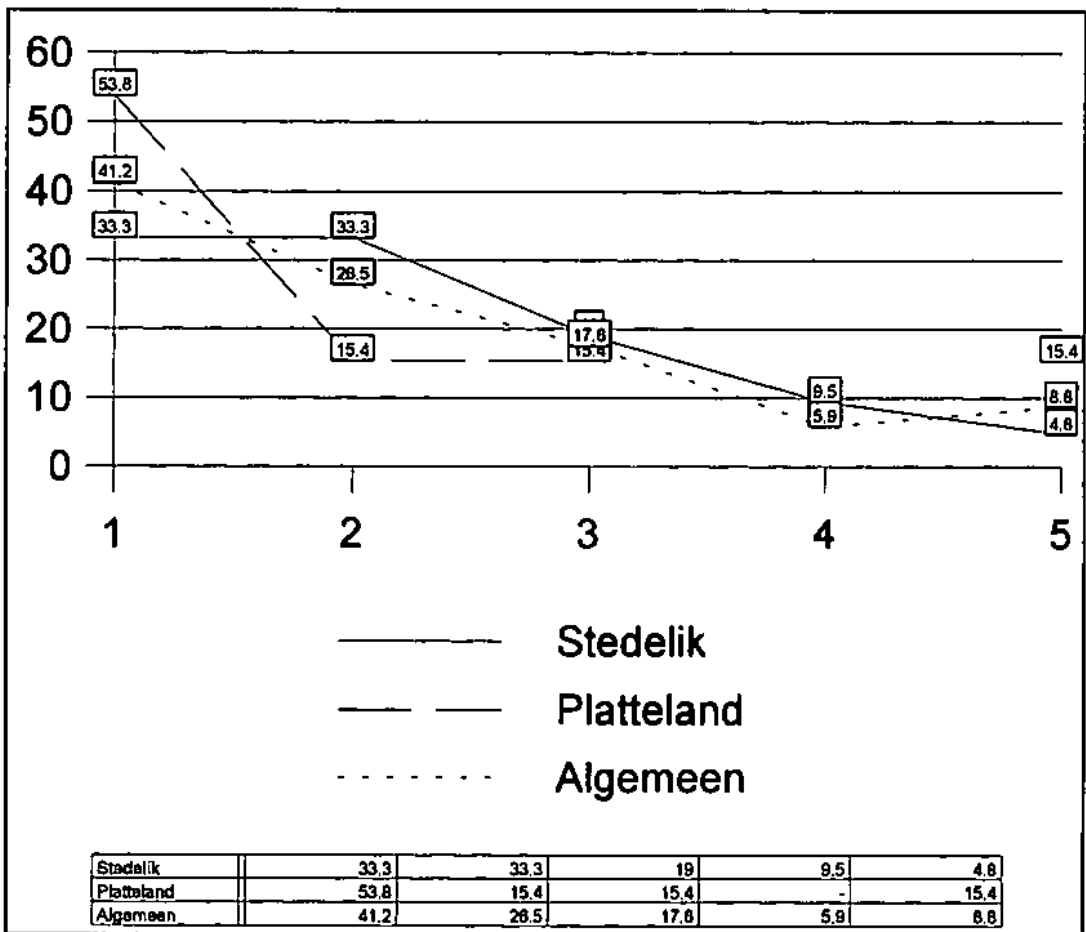 60
53,8
50
41,2
40
33,3
33,3
30
26,5
20
17,6
15,4
15,4
15,4
10
9,5
8,8
5,9
4,8
0
1 2 3 4 5
Stedelik
Platteland
Algemeen
Stedelik 33,3 33,3 19 9,5 4,8
Platteland 53,8 15,4 15,4 - 15,4
Algemeen 41,2 26,5 17,6 5,9 8,8